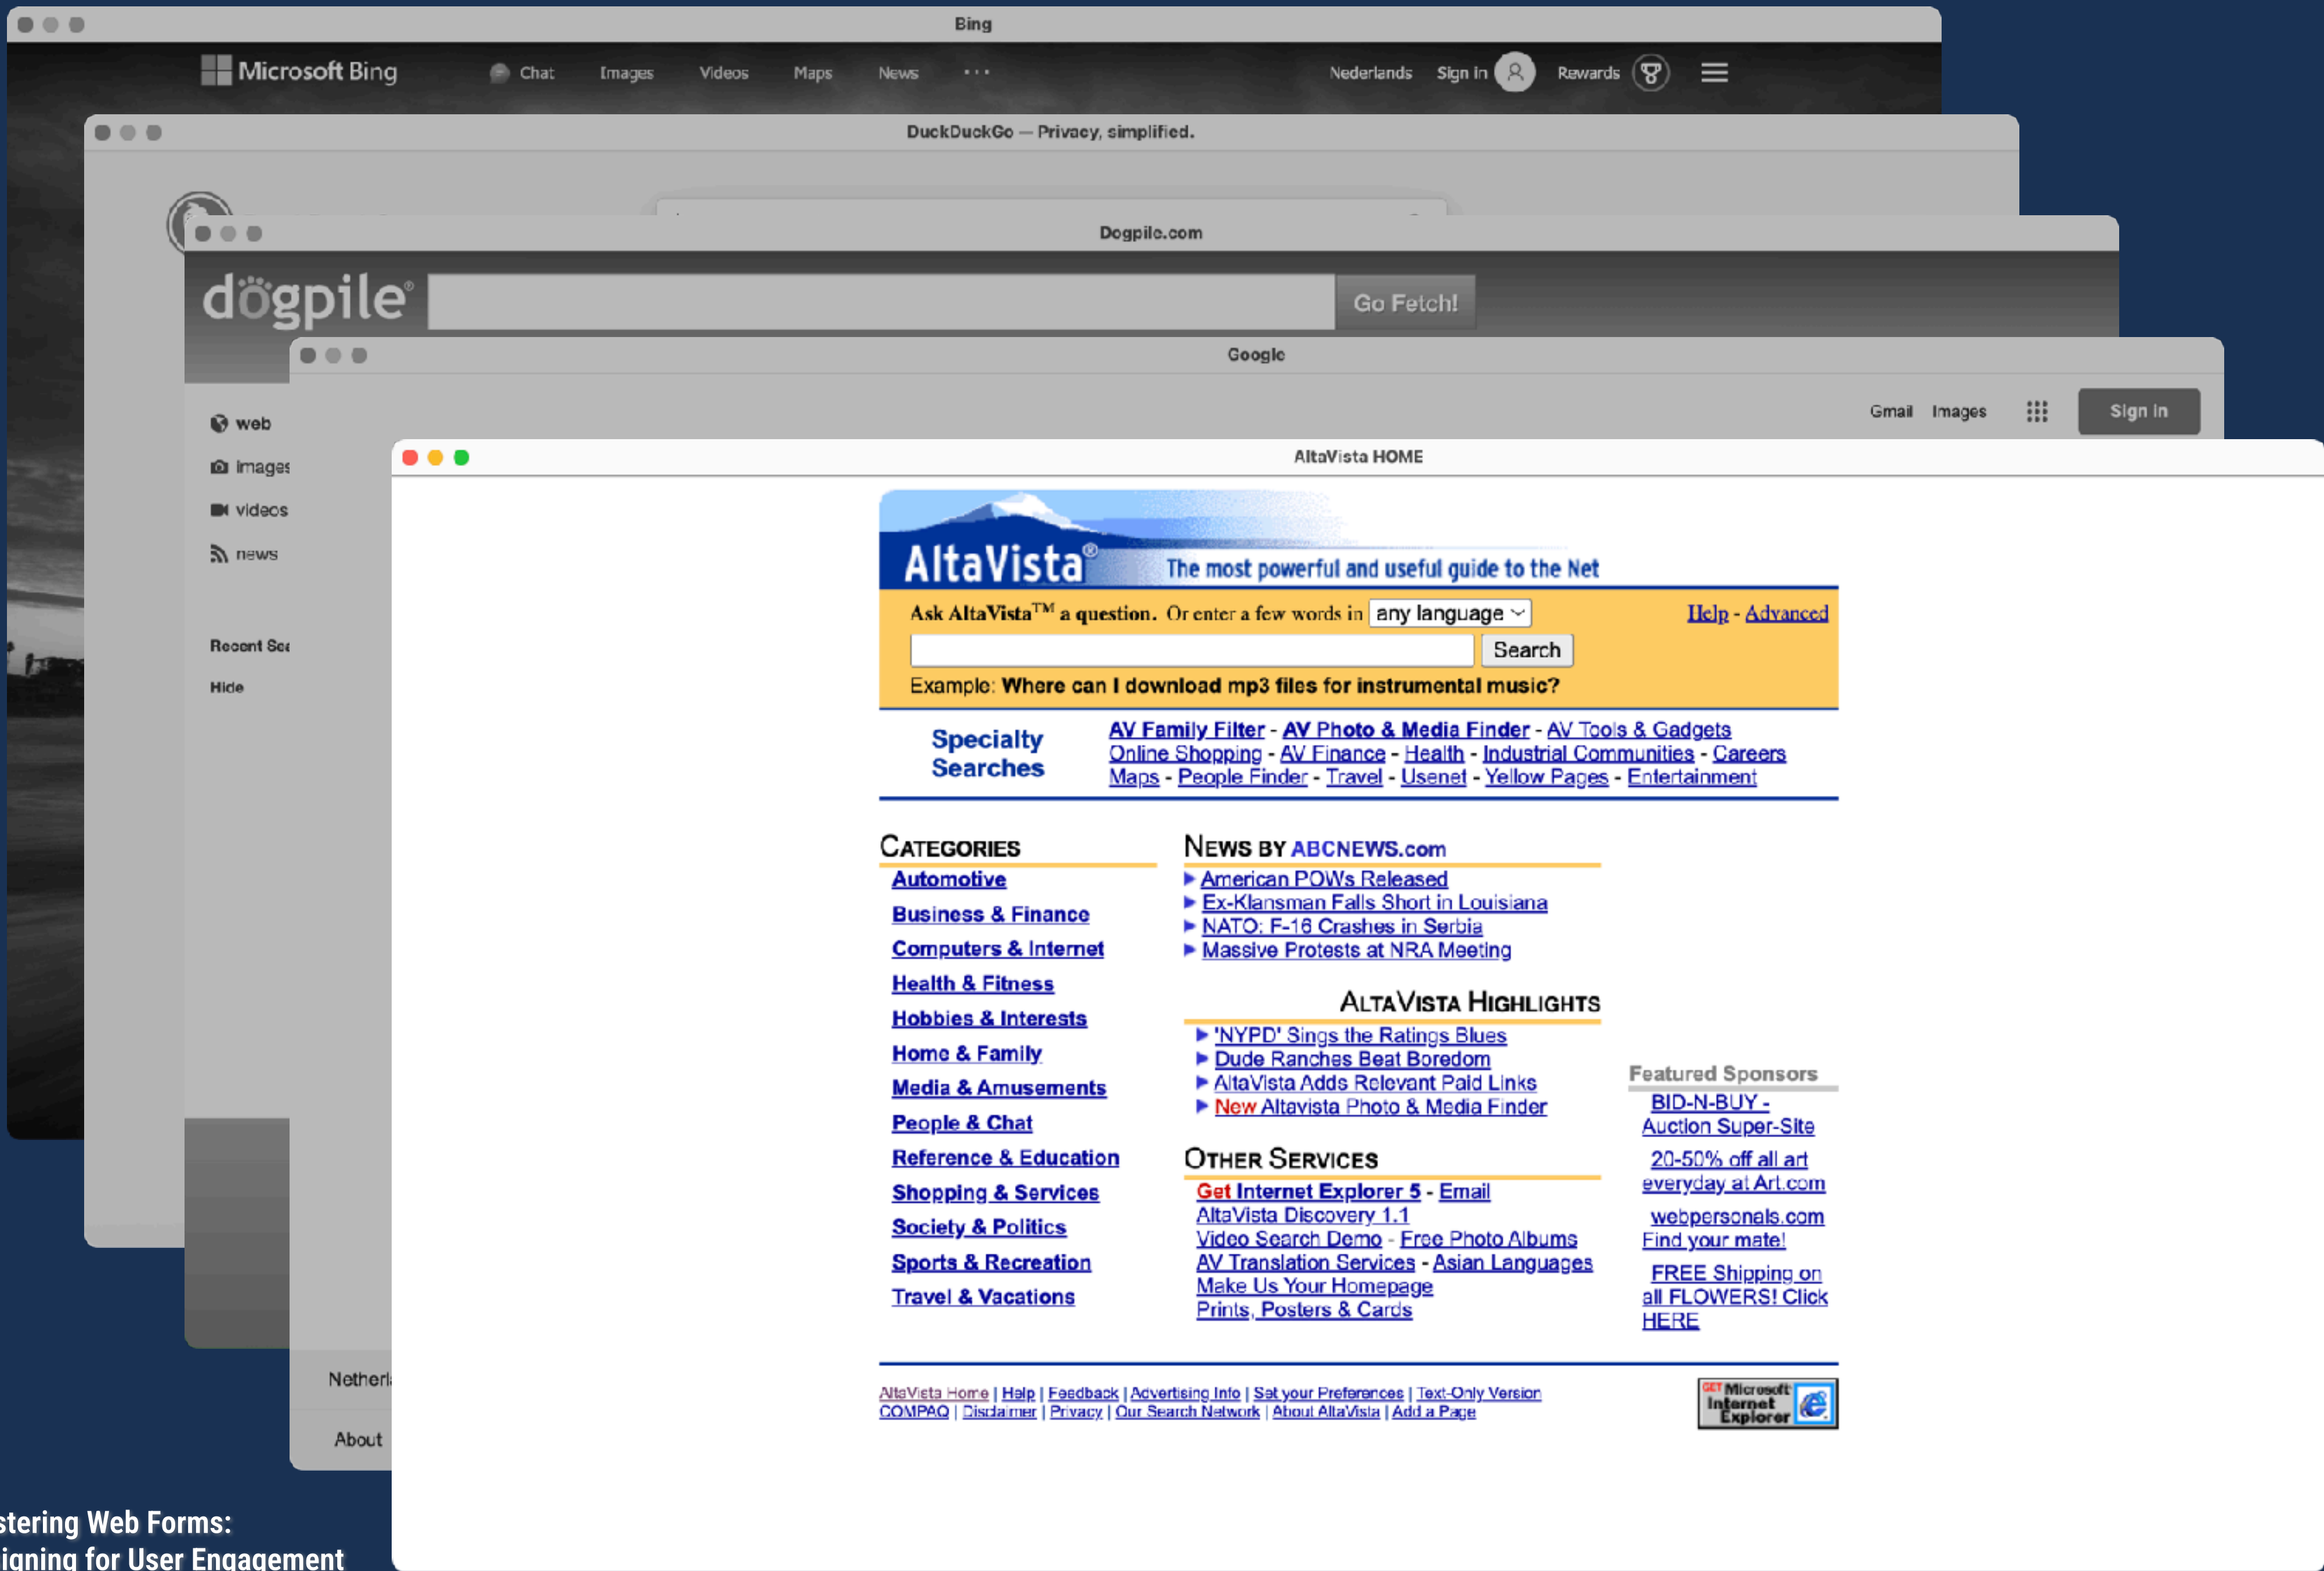 Bing
Microsoft Bing Chat Images Videos Maps News ··· Nederlands Sign in Rewards
DuckDuckGo — Privacy, simplified.
Dogpile.com
dogpile® Go Fetch!
web
images
videos
news
Recent
Hide
Google
Gmail Images Sign in
About
AltaVista HOME
AltaVista® The most powerful and useful guide to the Net
Ask AltaVista™ a question. Or enter a few words in any language Help - Advanced
Search
Example: Where can I download mp3 files for instrumental music?
Specialty Searches
AV Family Filter - AV Photo & Media Finder - AV Tools & Gadgets
Online Shopping - AV Finance - Health - Industrial Communities - Careers
Maps - People Finder - Travel - Usenet - Yellow Pages - Entertainment
CATEGORIES
Automotive
Business & Finance
Computers & Internet
Health & Fitness
Hobbies & Interests
Home & Family
Media & Amusements
People & Chat
Reference & Education
Shopping & Services
Society & Politics
Sports & Recreation
Travel & Vacations
NEWS BY ABCNEWS.com
American POWs Released
Ex-Klansman Falls Short in Louisiana
NATO: F-16 Crashes in Serbia
Massive Protests at NRA Meeting
ALTAVISTA HIGHLIGHTS
'NYPD' Sings the Ratings Blues
Dude Ranches Beat Boredom
AltaVista Adds Relevant Paid Links
New Altavista Photo & Media Finder
OTHER SERVICES
Get Internet Explorer 5 - Email
AltaVista Discovery 1.1
Video Search Demo - Free Photo Albums
AV Translation Services - Asian Languages
Make Us Your Homepage
Prints, Posters & Cards
Featured Sponsors
BID-N-BUY -
Auction Super-Site
20-50% off all art
everyday at Art.com
webpersonals.com
Find your mate!
FREE Shipping on
all FLOWERS! Click
HERE
AltaVista Home | Help | Feedback | Advertising Info | Set your Preferences | Text-Only Version
COMPAQ | Disclaimer | Privacy | Our Search Network | About AltaVista | Add a Page
GET Microsoft
Internet
Explorer
Web Forms:
for User Engagement